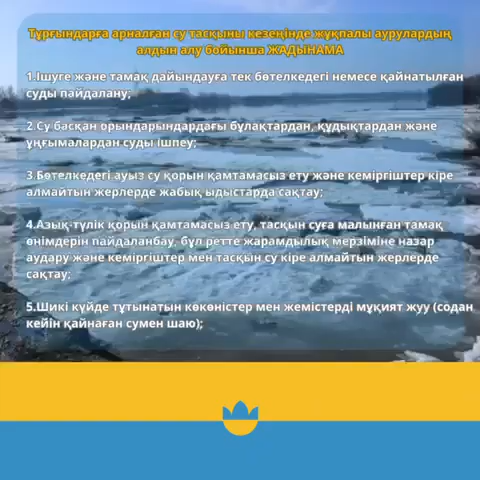 Тұрғындарға арналған су тасқыны кезеңінде жұқпалы аурулардың
алдын алу бойынша ЖАДЫНАМА
1.Ішуге және тамақ дайындауға тек бөтелкедегі немесе қайнатылған
суды пайдалану;
2.Су басқан орындарындардағы бұлақтардан, құдықтардан және
ұңғымалардан суды ішпеу;
3.Бөтелкедегі ауыз су қорын қамтамасыз ету және кеміргіштер кіре
алмайтын жерлерде жабық ыдыстарда сақтау;
4.Азық-түлік қорын қамтамасыз ету, тасқын суға малынған тамақ
өнімдерін пайдаланбау, бұл ретте жарамдылық мерзіміне назар
аудару және кеміргіштер мен тасқын су кіре алмайтын жерлерде
сақтау;
5.Шикі күйде тұтынатын көкөністер мен жемістерді мұқият жуу (содан
кейін қайнаған сумен шаю);